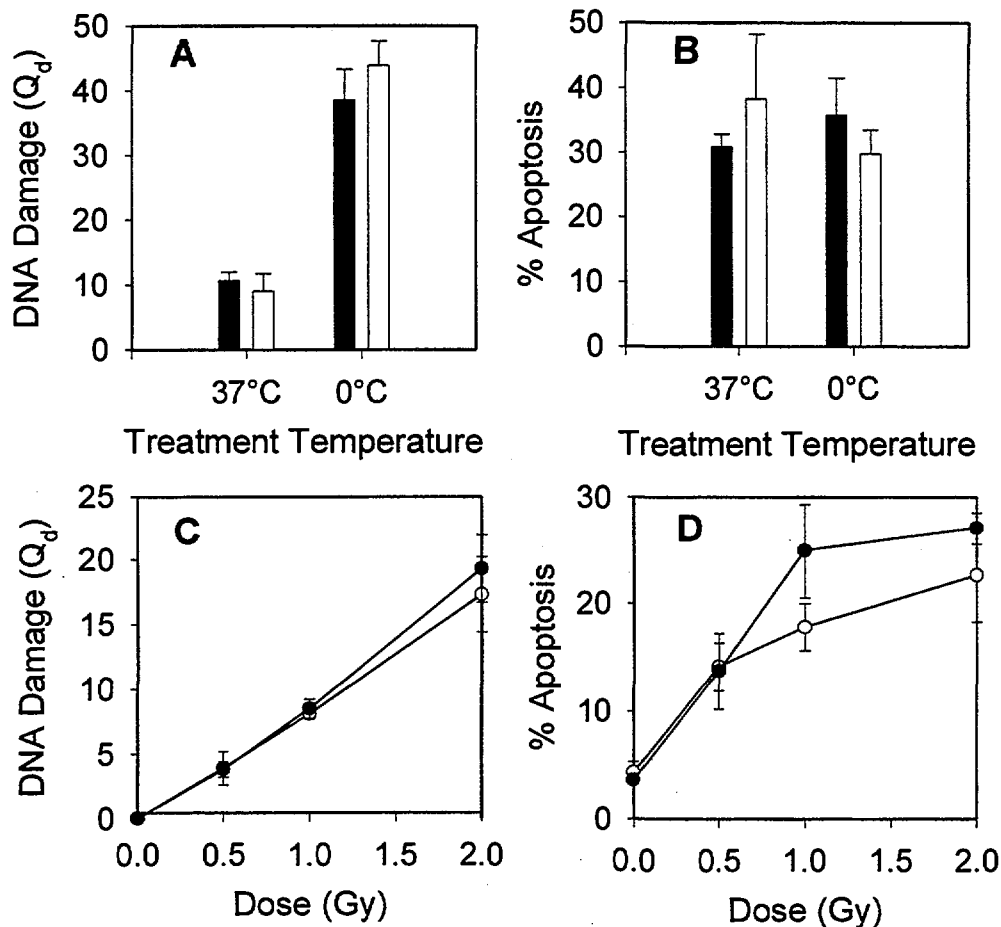 A
DNA Damage (Qd)
50
40
30
20
10
0
37°C 0°C
Treatment Temperature
B
% Apoptosis
50
40
30
20
10
0
37°C 0°C
Treatment Temperature
C
DNA Damage (Qd)
25
20
15
10
5
0
0.0 0.5 1.0 1.5 2.0
Dose (Gy)
D
% Apoptosis
30
20
10
0
0.0 0.5 1.0 1.5 2.0
Dose (Gy)